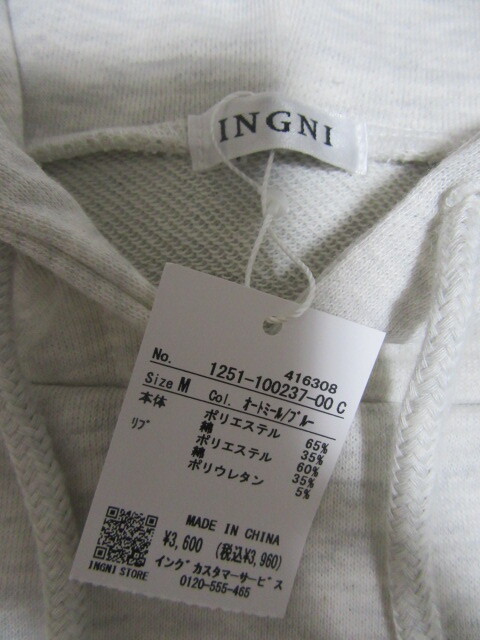 INGNI
416308
No. 1251-100237-00 C
Size M Col. オートミール/ブルー
本体 ポリエステル 65%
綿 35%
リブ ポリエステル 60%
綿 35%
ポリウレタン 5%
MADE IN CHINA
¥3,600 (税込¥3,960)
INGNI STORE イングカスタマーサービス
0120-555-465